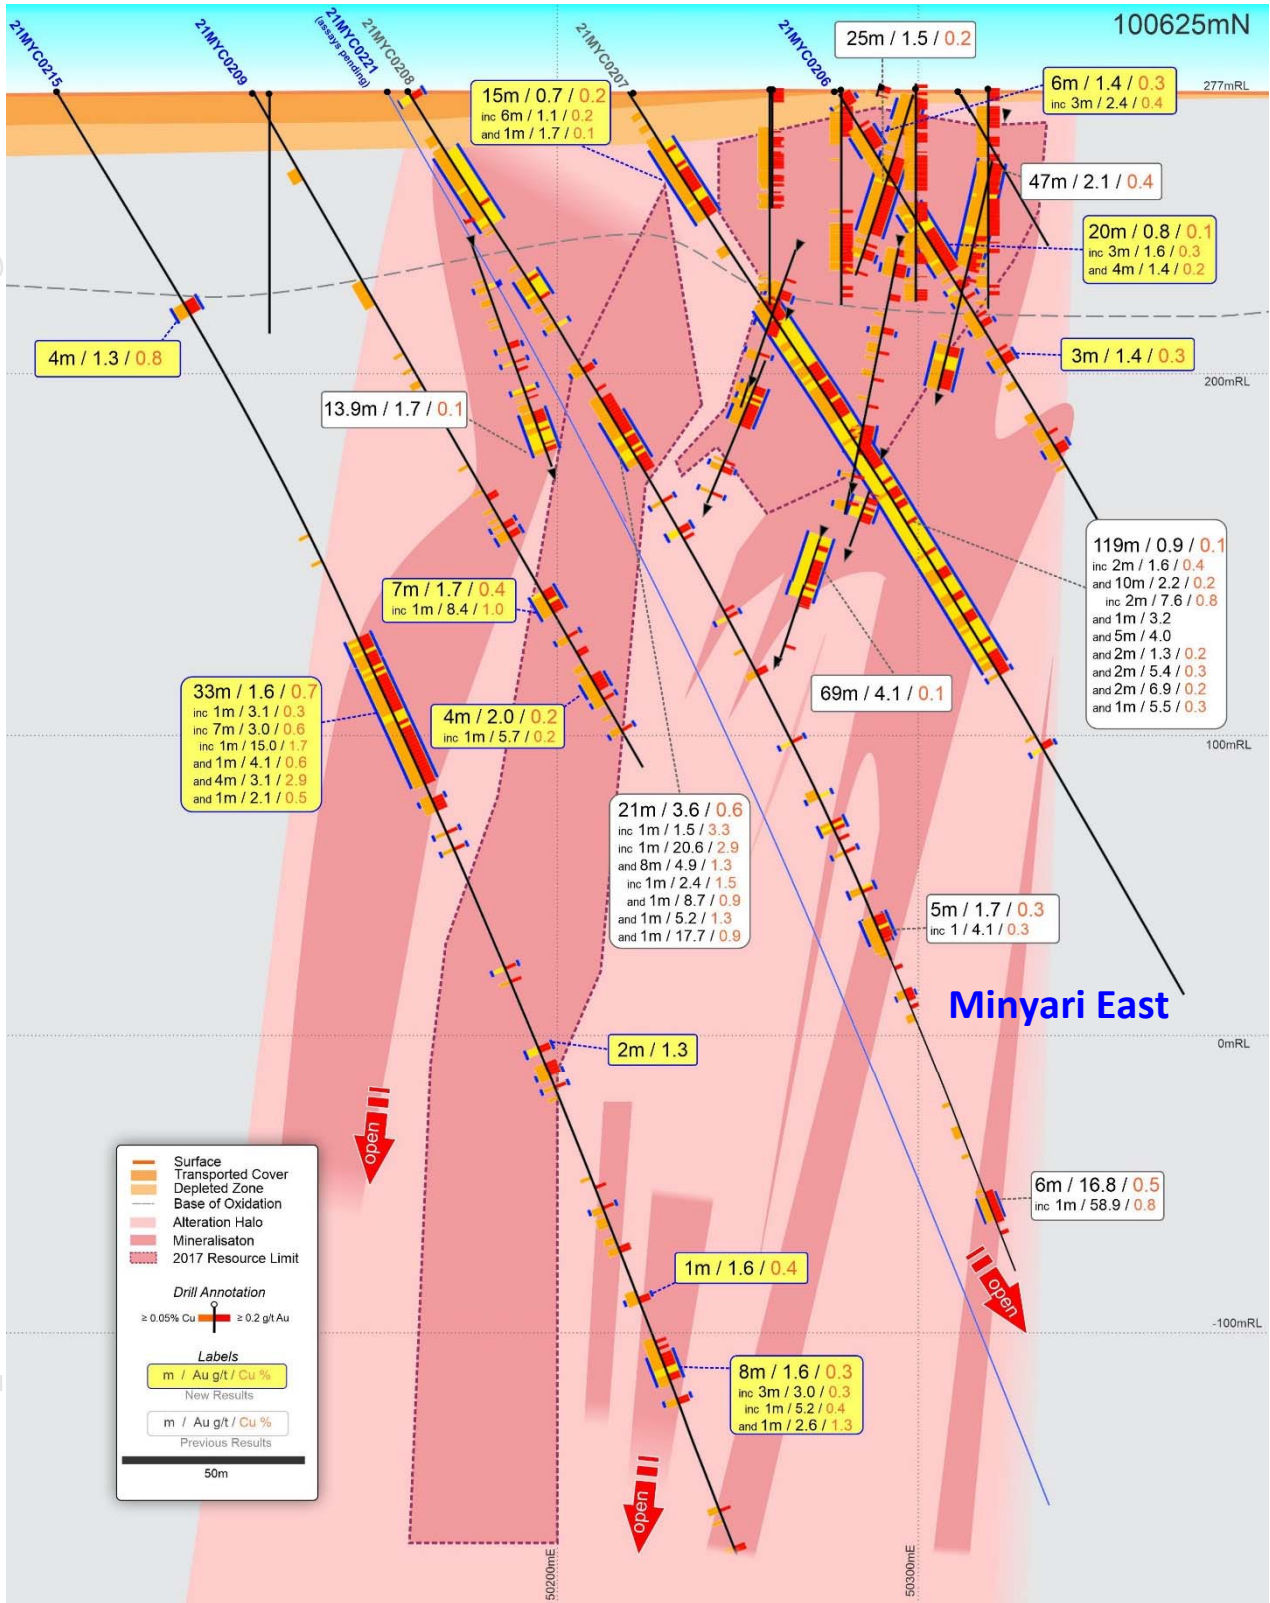 100625mN
21MYC0215
21MYC0209
21MYC0221
(assays pending)
21MYC0208
21MYC0207
21MYC0206
277mRL
25m / 1.5 / 0.2
15m / 0.7 / 0.2
inc 6m / 1.1 / 0.2
and 1m / 1.7 / 0.1
6m / 1.4 / 0.3
inc 3m / 2.4 / 0.4
47m / 2.1 / 0.4
20m / 0.8 / 0.1
inc 3m / 1.6 / 0.3
and 4m / 1.4 / 0.2
4m / 1.3 / 0.8
3m / 1.4 / 0.3
200mRL
13.9m / 1.7 / 0.1
119m / 0.9 / 0.1
inc 2m / 1.6 / 0.4
and 10m / 2.2 / 0.2
inc 2m / 7.6 / 0.8
and 1m / 3.2
and 5m / 4.0
and 2m / 1.3 / 0.2
and 2m / 5.4 / 0.3
and 2m / 6.9 / 0.2
and 1m / 5.5 / 0.3
7m / 1.7 / 0.4
inc 1m / 8.4 / 1.0
33m / 1.6 / 0.7
inc 1m / 3.1 / 0.3
inc 7m / 3.0 / 0.6
inc 1m / 15.0 / 1.7
and 1m / 4.1 / 0.6
and 4m / 3.1 / 2.9
and 1m / 2.1 / 0.5
4m / 2.0 / 0.2
inc 1m / 5.7 / 0.2
69m / 4.1 / 0.1
100mRL
21m / 3.6 / 0.6
inc 1m / 1.5 / 3.3
inc 1m / 20.6 / 2.9
and 8m / 4.9 / 1.3
inc 1m / 2.4 / 1.5
and 1m / 8.7 / 0.9
and 1m / 5.2 / 1.3
and 1m / 17.7 / 0.9
5m / 1.7 / 0.3
inc 1 / 4.1 / 0.3
Minyari East
0mRL
2m / 1.3
open
6m / 16.8 / 0.5
inc 1m / 58.9 / 0.8
open
1m / 1.6 / 0.4
-100mRL
8m / 1.6 / 0.3
inc 3m / 3.0 / 0.3
inc 1m / 5.2 / 0.4
and 1m / 2.6 / 1.3
open
Surface
Transported Cover
Depleted Zone
Base of Oxidation
Alteration Halo
Mineralisaton
2017 Resource Limit
Drill Annotation
≥ 0.05% Cu ≥ 0.2 g/t Au
Labels
m / Au g/t / Cu %
New Results
m / Au g/t / Cu %
Previous Results
50m
50200mE
50300mE